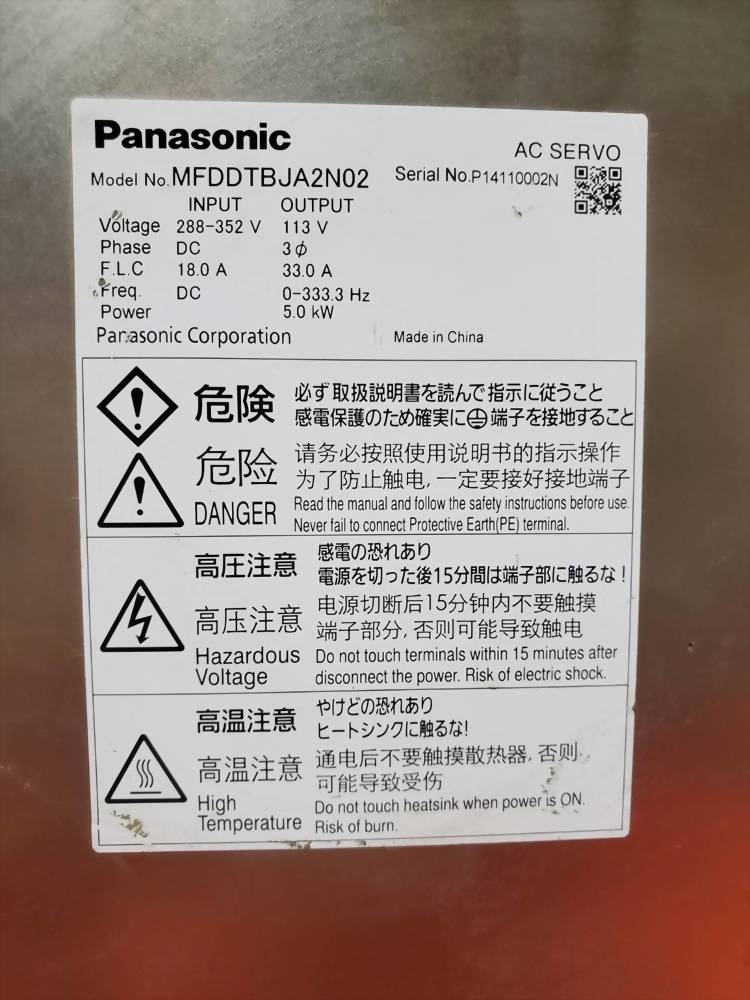 Panasonic
AC SERVO
Model No.MFDDTBJA2N02 Serial No.P14110002N
INPUT OUTPUT
Voltage 288-352 V 113 V
Phase DC 3ϕ
F.L.C 18.0 A 33.0 A
Freq. DC 0-333.3 Hz
Power 5.0 kW
Panasonic Corporation Made in China
危険
必ず取扱説明書を読んで指示に従うこと
感電保護のため確実に⏚端子を接地すること
危险
请务必按照使用说明书的指示操作
为了防止触电,一定要接好接地端子
DANGER
Read the manual and follow the safety instructions before use.
Never fail to connect Protective Earth(PE) terminal.
高圧注意
感電の恐れあり
電源を切った後15分間は端子部に触るな!
高压注意
电源切断后15分钟内不要触摸
端子部分,否则可能导致触电
Hazardous
Voltage
Do not touch terminals within 15 minutes after
disconnect the power. Risk of electric shock.
高温注意
やけどの恐れあり
ヒートシンクに触るな!
高温注意
通电后不要触摸散热器,否则
可能导致受伤
High
Temperature
Do not touch heatsink when power is ON.
Risk of burn.